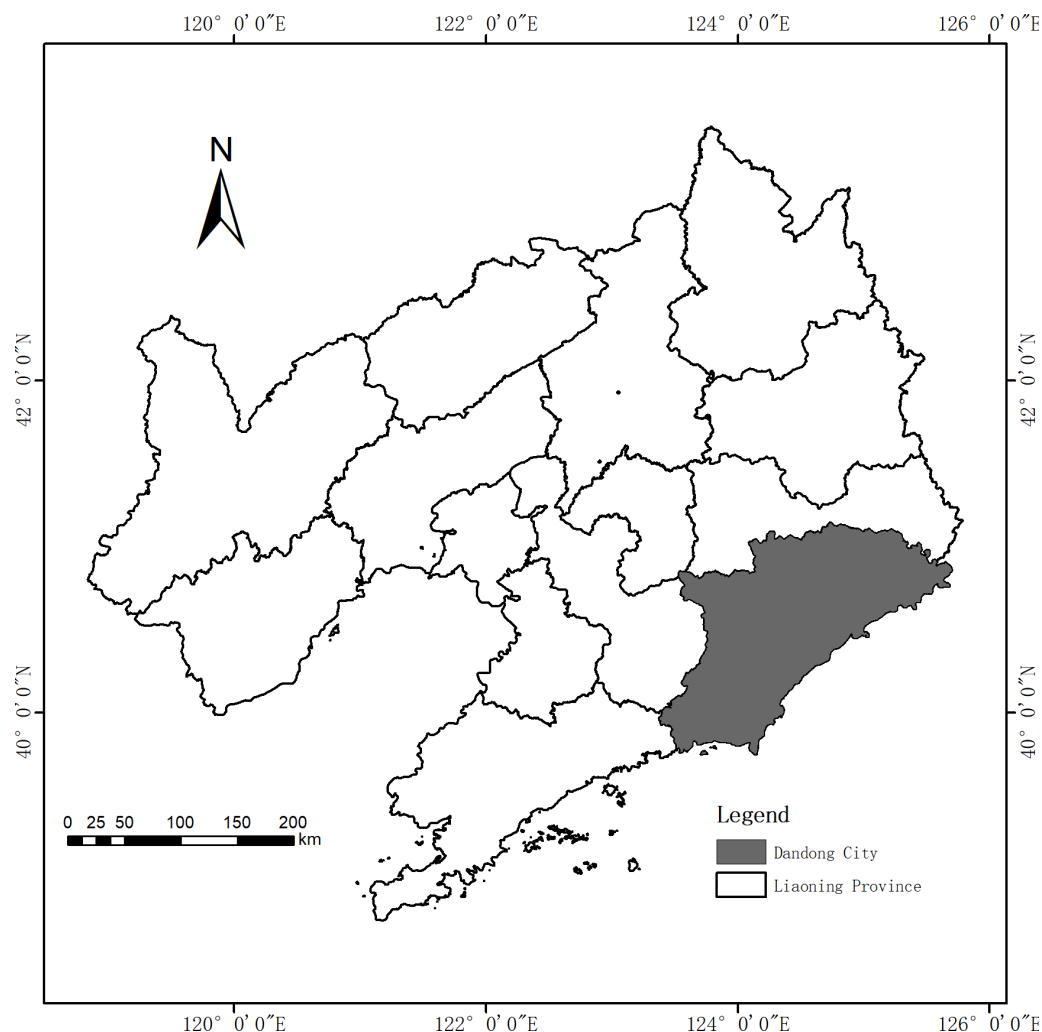 120° 0′0″E 122° 0′0″E 124° 0′0″E 126° 0′0″E
N
42° 0′0″N
42° 0′0″N
40° 0′0″N
40° 0′0″N
0 25 50 100 150 200
km
Legend
Dandong City
Liaoning Province
120° 0′0″E 122° 0′0″E 124° 0′0″E 126° 0′0″E